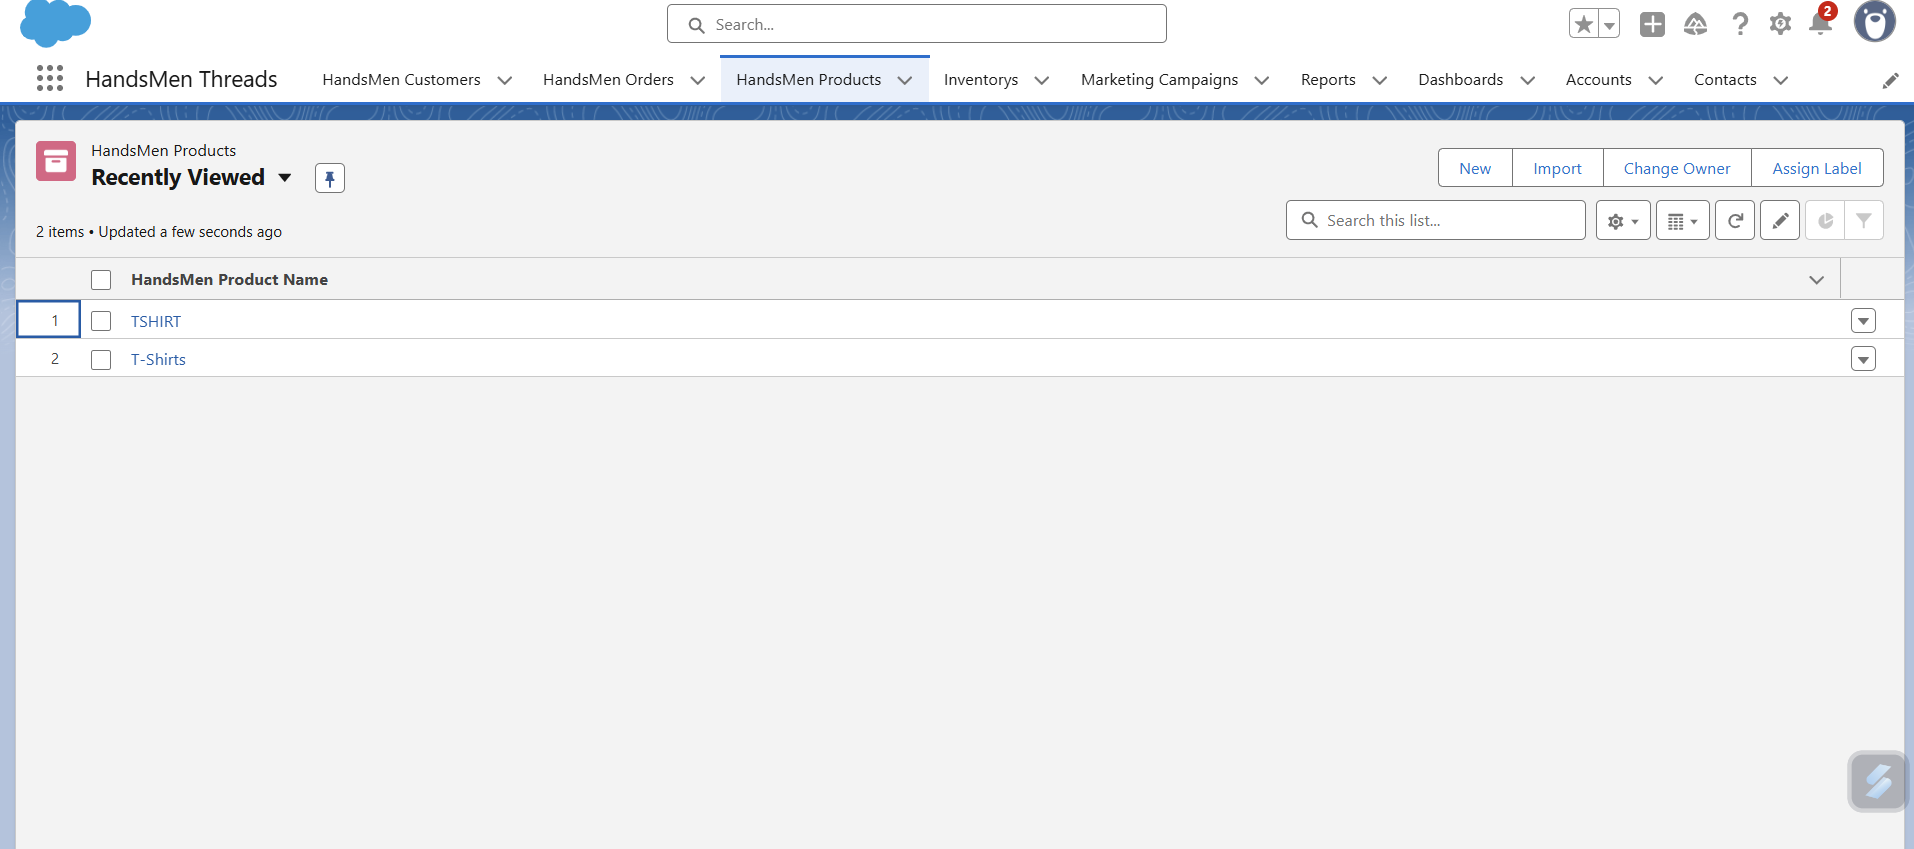 Search...
2
HandsMen Threads HandsMen Customers HandsMen Orders HandsMen Products Inventorys Marketing Campaigns Reports Dashboards Accounts Contacts
HandsMen Products
Recently Viewed
New Import Change Owner Assign Label
2 items • Updated a few seconds ago
Search this list...
HandsMen Product Name
1 TSHIRT
2 T-Shirts